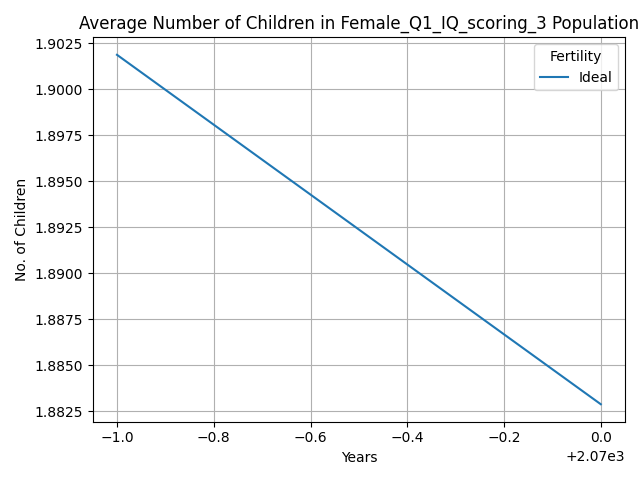 Average Number of Children in Female_Q1_IQ_scoring_3 Population
1.9025
1.9000
1.8975
1.8950
1.8925
1.8900
1.8875
1.8850
1.8825
No. of Children
Fertility
Ideal
−1.0 −0.8 −0.6 −0.4 −0.2 0.0
Years
+2.07e3